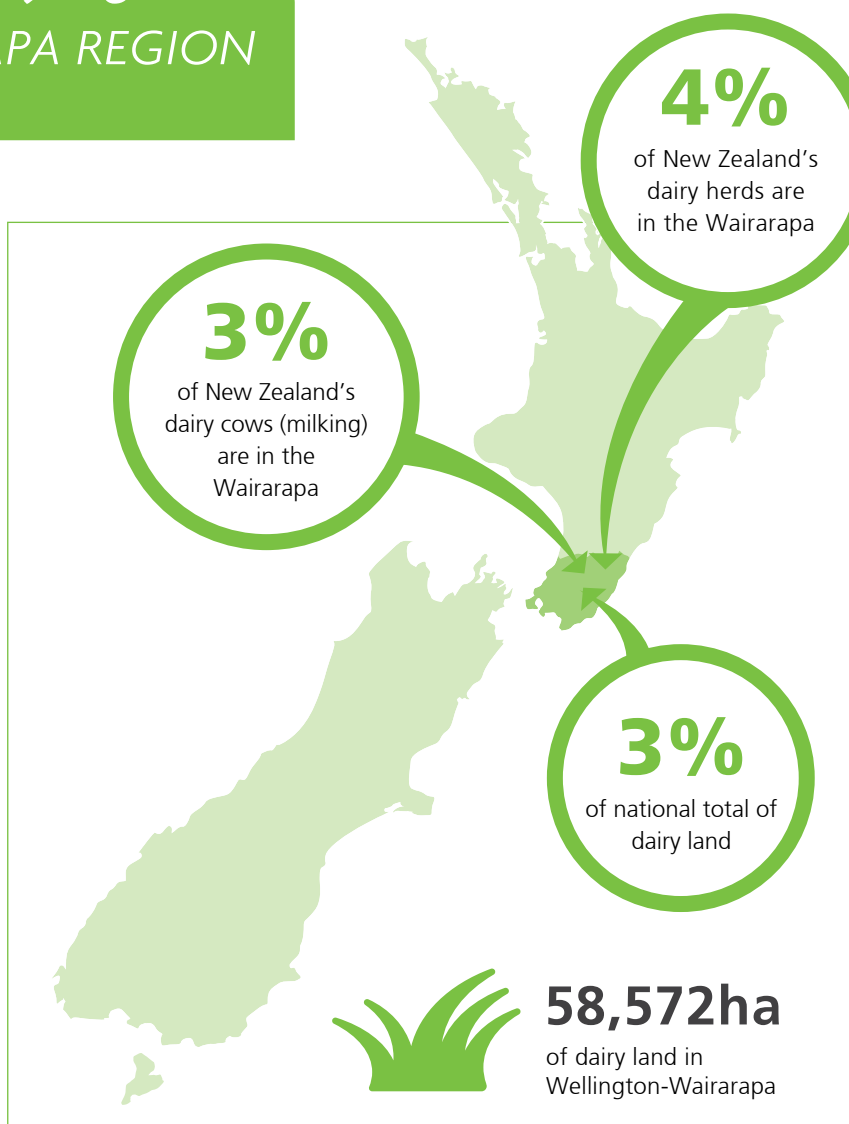 REGION
4%
of New Zealand's
dairy herds are
in the Wairarapa
3%
of New Zealand's
dairy cows (milking)
are in the
Wairarapa
3%
of national total of
dairy land
58,572ha
of dairy land in
Wellington-Wairarapa